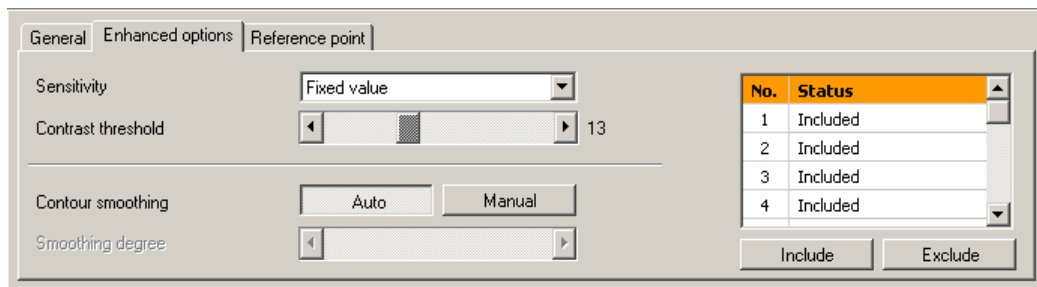 General Enhanced options Reference point
Sensitivity Fixed value
Contrast threshold 13
Contour smoothing Auto Manual
Smoothing degree
No. Status
1 Included
2 Included
3 Included
4 Included
Include Exclude